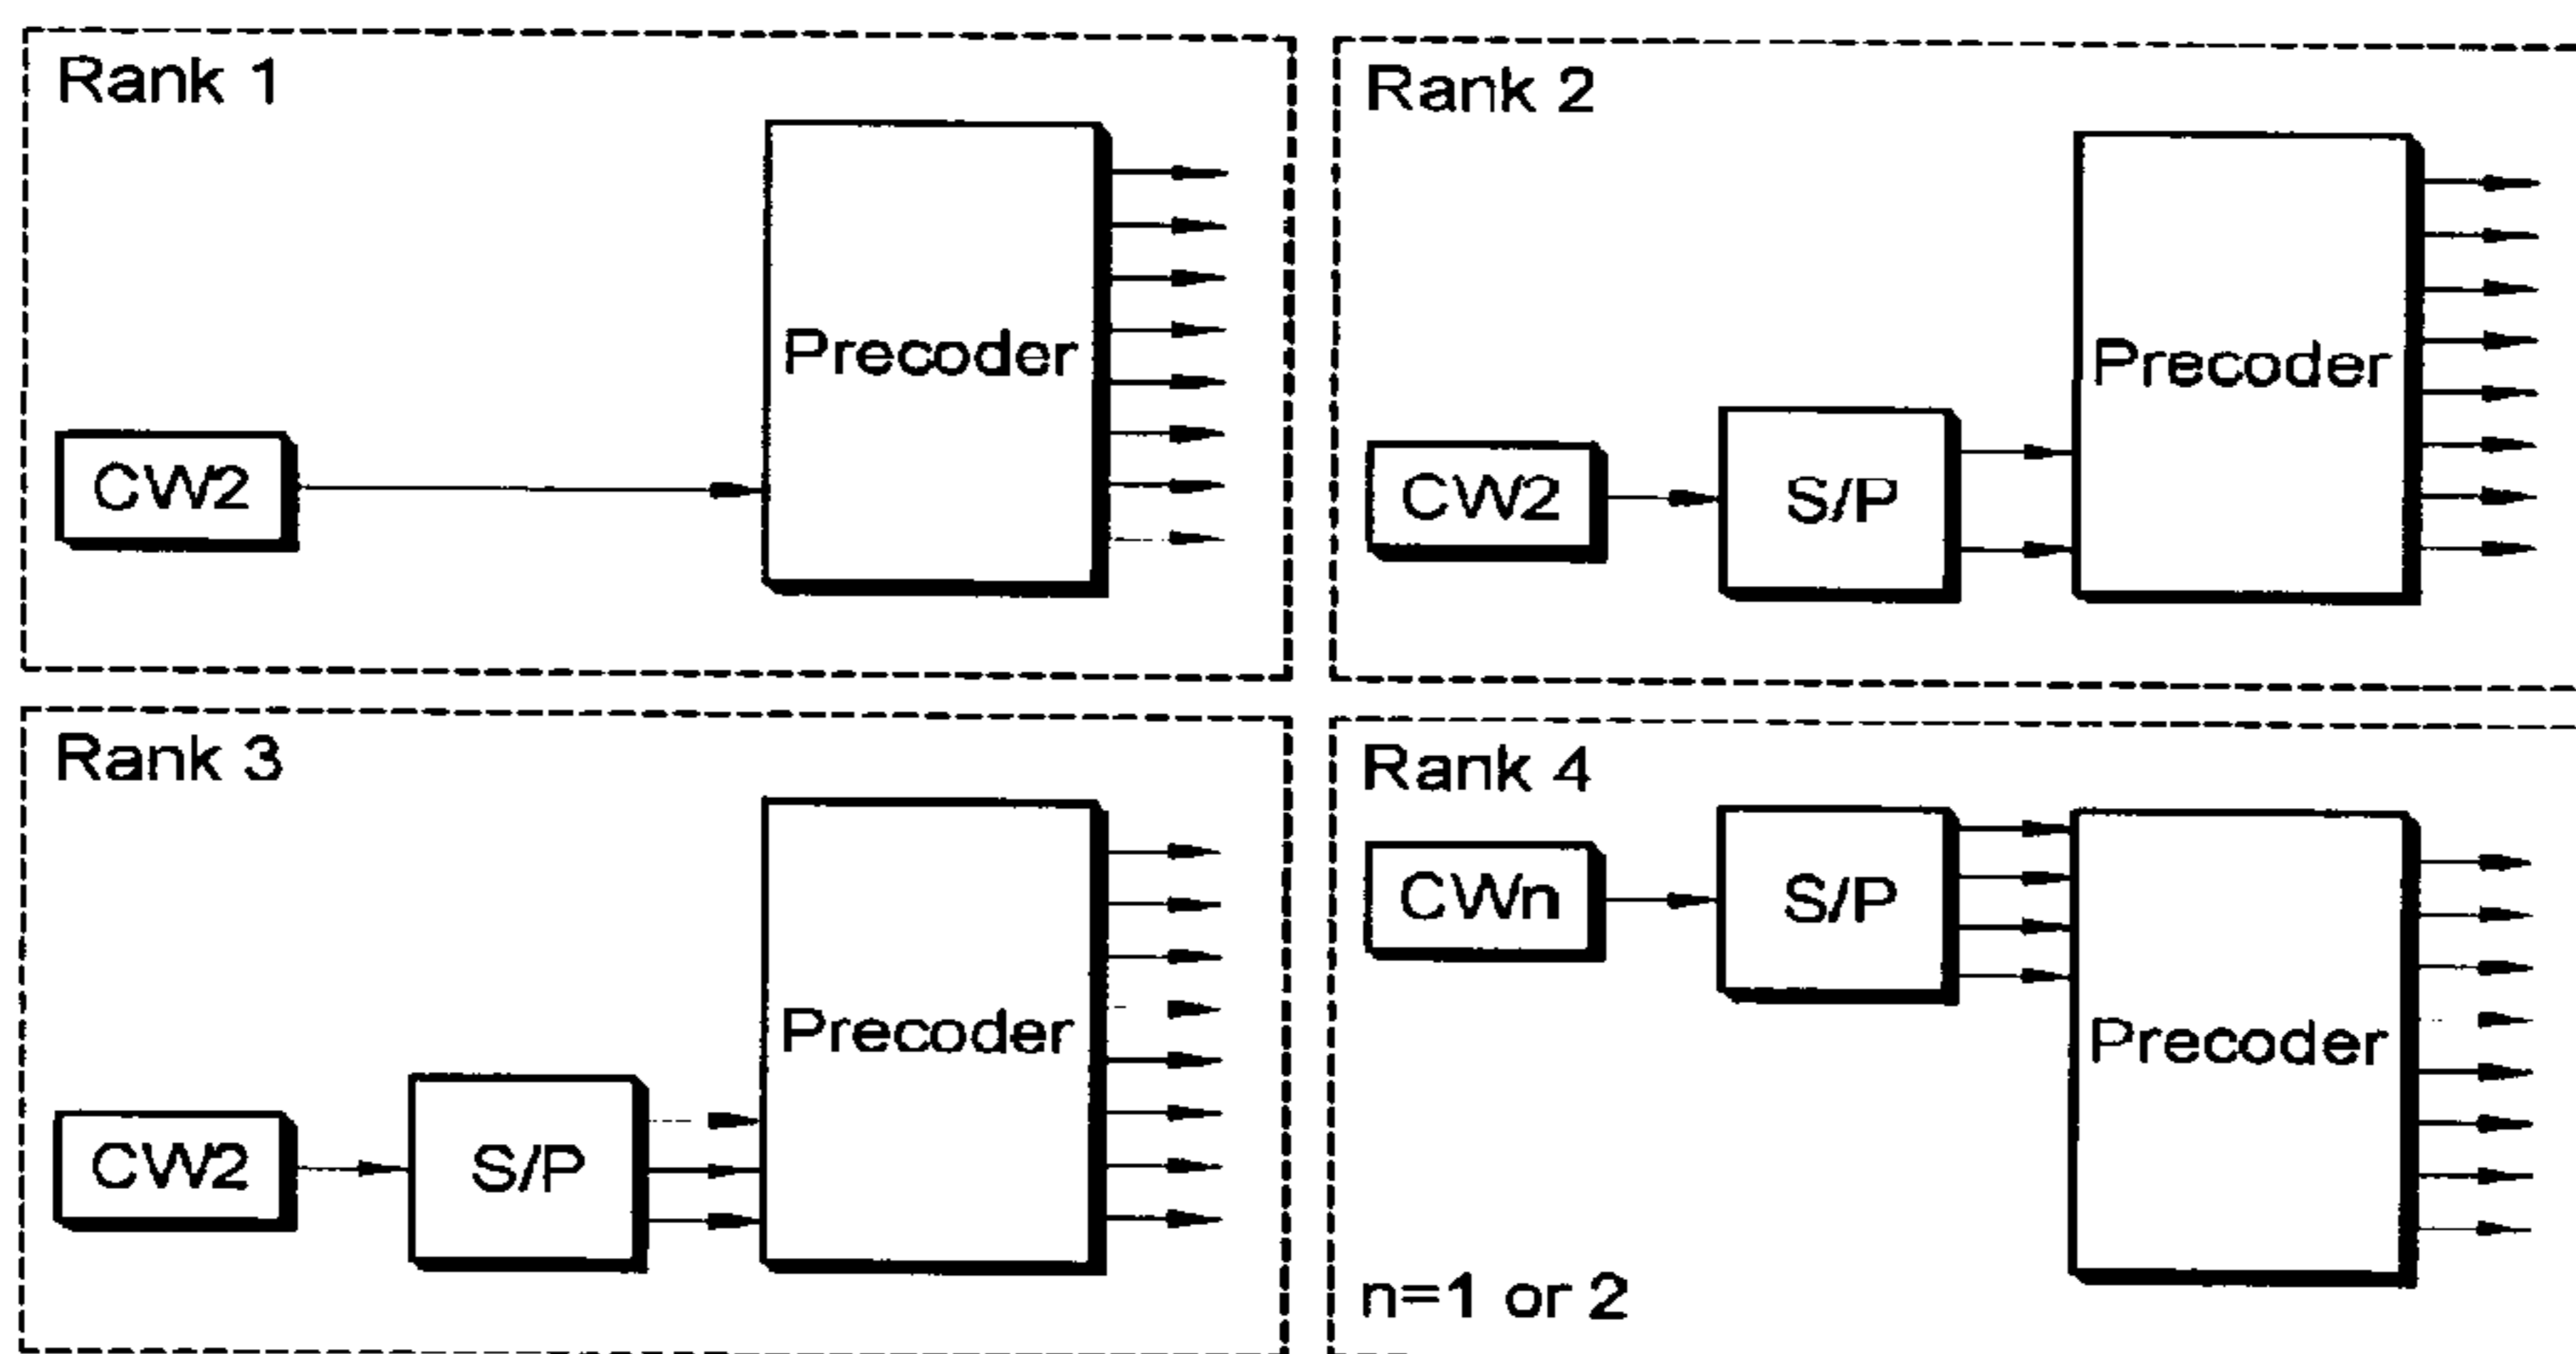 Rank 1
Precoder
CW2
Rank 2
Precoder
CW2
S/P
Rank 3
Precoder
CW2
S/P
Rank 4
CWn
S/P
Precoder
n=1 or 2